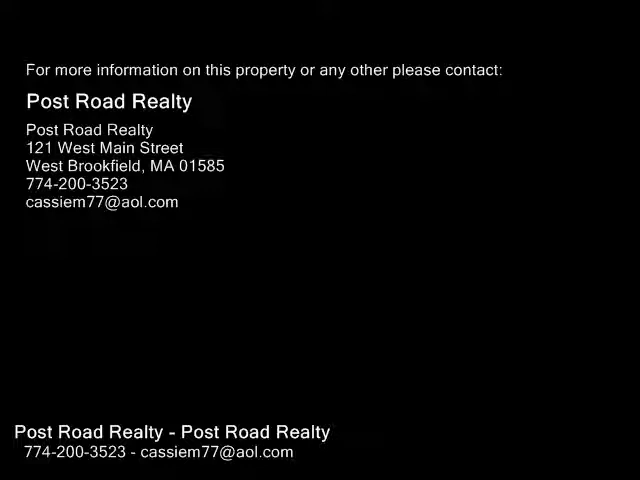 For more information on this property or any other please contact:
Post Road Realty
Post Road Realty
121 West Main Street
West Brookfield, MA 01585
774-200-3523
cassiem77@aol.com
Post Road Realty - Post Road Realty
774-200-3523 - cassiem77@aol.com